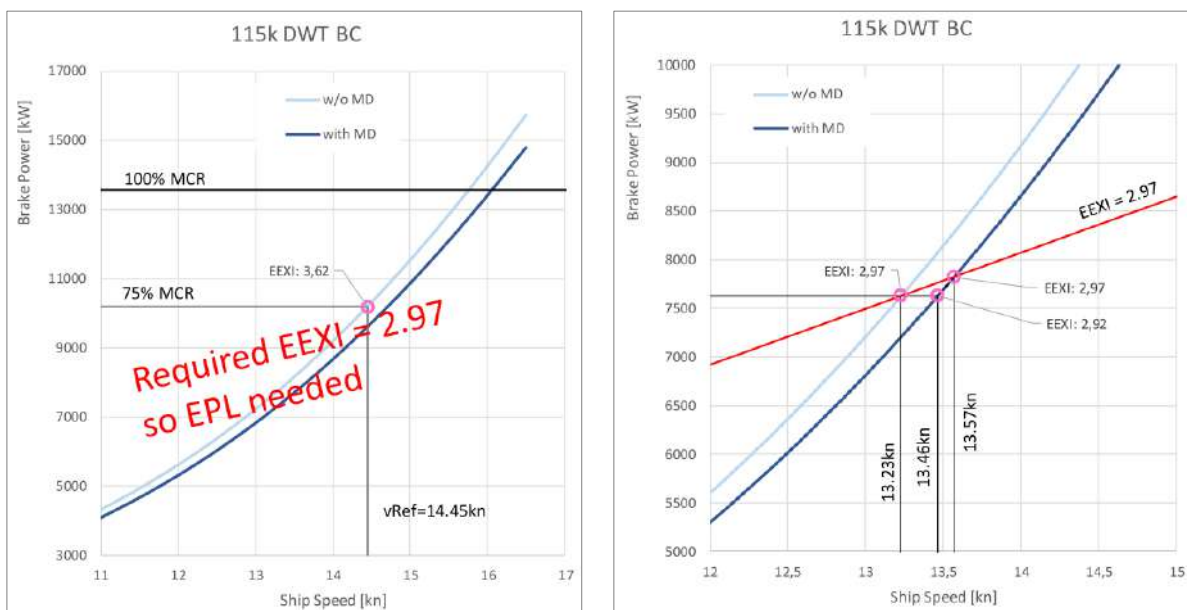 115k DWT BC
17000
15000
13000
11000
9000
7000
5000
3000
Brake Power [kW]
w/o MD
with MD
100% MCR
EEXI: 3,62
75% MCR
Required EEXI = 2.97
so EPL needed
vRef=14.45kn
11
12
13
14
15
16
17
Ship Speed [kn]
115k DWT BC
10000
9500
9000
8500
8000
7500
7000
6500
6000
5500
5000
Brake Power [kW]
w/o MD
with MD
EEXI = 2.97
EEXI: 2,97
EEXI: 2,97
EEXI: 2,92
13.23kn
13.46kn
13.57kn
12
12,5
13
13,5
14
14,5
15
Ship Speed [kn]